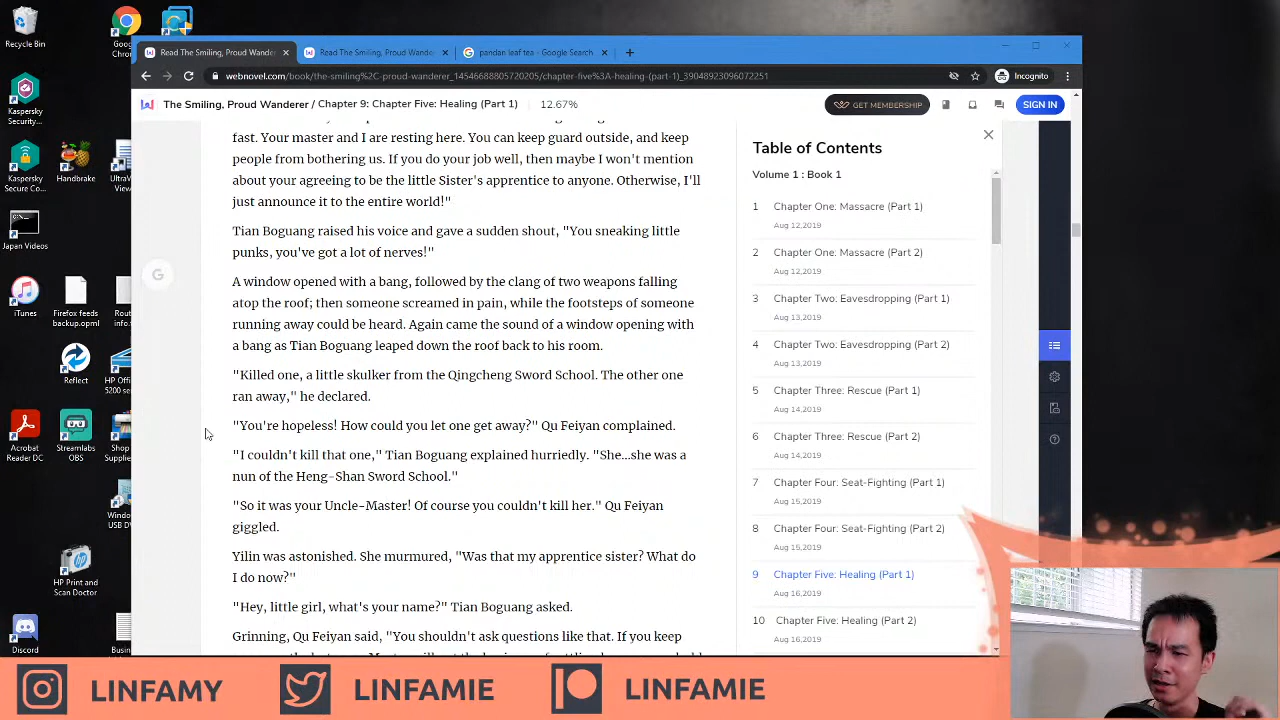 Recycle Bin
Google
Chrom
Read The Smiling, Proud Wande
Read The Smiling, Proud Wande
pandan leaf tea - Google Search
webnovel.com/book/the-smiling%2C-proud-wanderer_14546688805720205/chapter-five%3A-healing-(part-1)_39048923096072251
Incognito
The Smiling, Proud Wanderer / Chapter 9: Chapter Five: Healing (Part 1)
12.67%
GET MEMBERSHIP
SIGN IN
Kaspersky
Security...
Kaspersky
Secure Co...
Handbrake
UltraV
Japan Videos
iTunes
Firefox feeds
backup.opml
Rout
info.
Reflect
HP Offic
5200 se
Acrobat
Reader DC
Streamlabs
OBS
Shop
Supplies
Window
USB DV
HP Print and
Scan Doctor
Discord
Busine
fast. Your master and I are resting here. You can keep guard outside, and keep
people from bothering us. If you do your job well, then maybe I won't mention
about your agreeing to be the little Sister's apprentice to anyone. Otherwise, I'll
just announce it to the entire world!"
Tian Boguang raised his voice and gave a sudden shout, "You sneaking little
punks, you've got a lot of nerves!"
A window opened with a bang, followed by the clang of two weapons falling
atop the roof; then someone screamed in pain, while the footsteps of someone
running away could be heard. Again came the sound of a window opening with
a bang as Tian Boguang leaped down the roof back to his room.
"Killed one, a little skulker from the Qingcheng Sword School. The other one
ran away," he declared.
"You're hopeless! How could you let one get away?" Qu Feiyan complained.
"I couldn't kill that one," Tian Boguang explained hurriedly. "She...she was a
nun of the Heng-Shan Sword School."
"So it was your Uncle-Master! Of course you couldn't kill her." Qu Feiyan
giggled.
Yilin was astonished. She murmured, "Was that my apprentice sister? What do
I do now?"
"Hey, little girl, what's your name?" Tian Boguang asked.
Grinning, Qu Feiyan said, "You shouldn't ask questions like that. If you keep
G
Table of Contents
Volume 1 : Book 1
1 Chapter One: Massacre (Part 1)
Aug 12,2019
2 Chapter One: Massacre (Part 2)
Aug 12,2019
3 Chapter Two: Eavesdropping (Part 1)
Aug 13,2019
4 Chapter Two: Eavesdropping (Part 2)
Aug 13,2019
5 Chapter Three: Rescue (Part 1)
Aug 14,2019
6 Chapter Three: Rescue (Part 2)
Aug 14,2019
7 Chapter Four: Seat-Fighting (Part 1)
Aug 15,2019
8 Chapter Four: Seat-Fighting (Part 2)
Aug 15,2019
9 Chapter Five: Healing (Part 1)
Aug 16,2019
10 Chapter Five: Healing (Part 2)
Aug 16,2019
LINFAMY
LINFAMIE
LINFAMIE